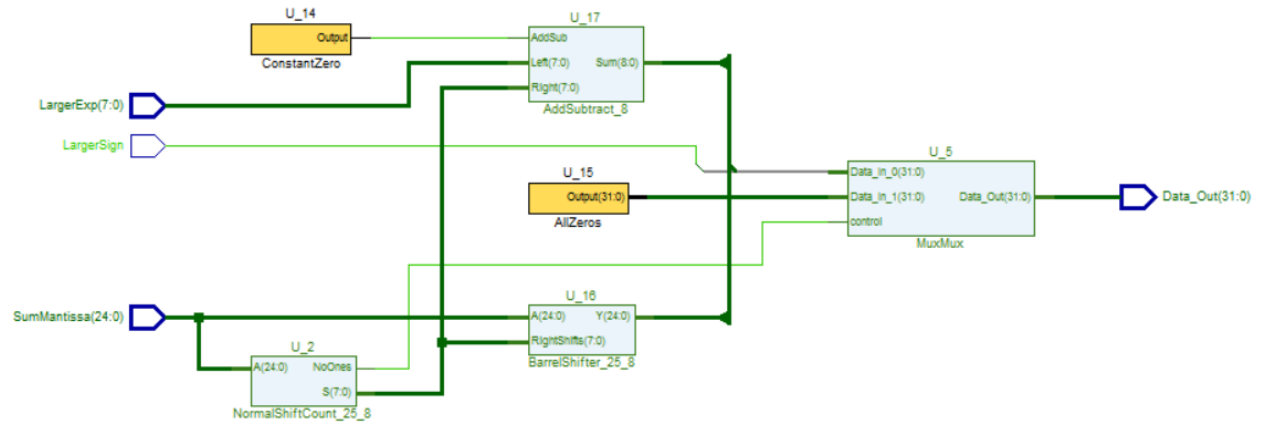 U_14
Output
ConstantZero
U_17
AddSub
Left(7:0) Sum(8:0)
Right(7:0)
AddSubtract_8
LargerExp(7:0)
LargerSign
U_15
Output(31:0)
AllZeros
U_5
Data_In_0(31:0)
Data_In_1(31:0) Data_Out(31:0)
control
MuxMux
Data_Out(31:0)
SumMantissa(24:0)
U_16
A(24:0) Y(24:0)
RightShifts(7:0)
BarrelShifter_25_8
U_2
A(24:0) NoOnes
S(7:0)
NormalShiftCount_25_8